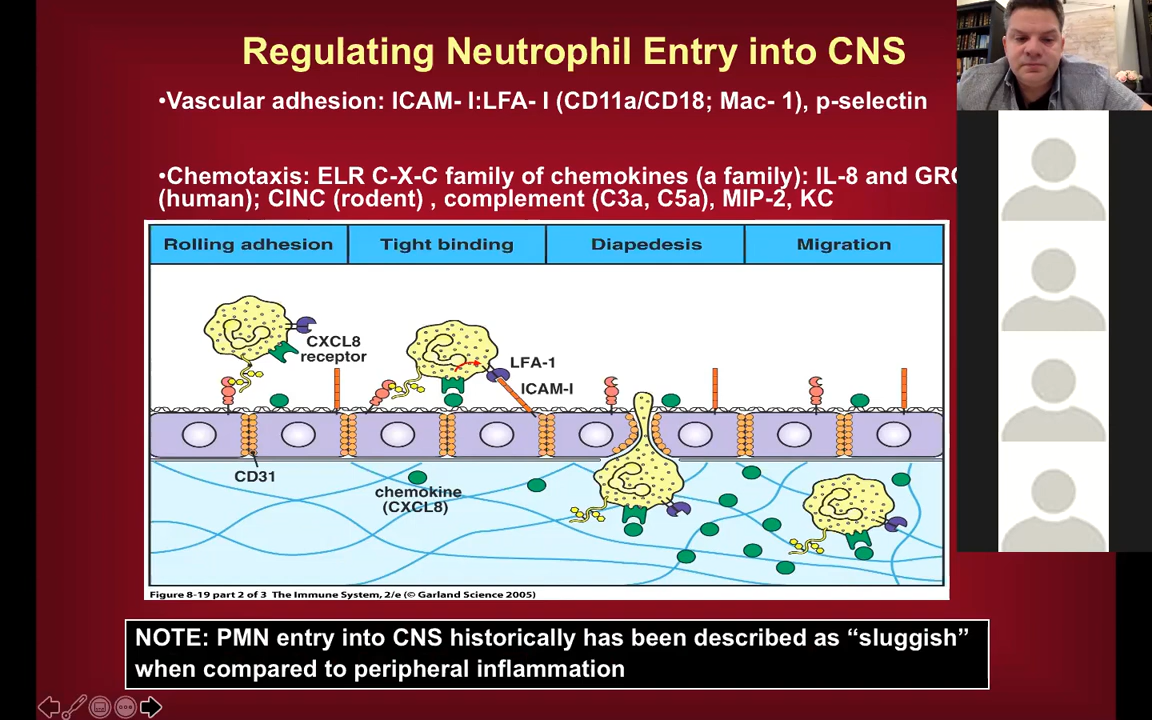 Regulating Neutrophil Entry into CNS
•Vascular adhesion: ICAM- I:LFA- I (CD11a/CD18; Mac- 1), p-selectin
•Chemotaxis: ELR C-X-C family of chemokines (a family): IL-8 and
(human); CINC (rodent) , complement (C3a, C5a), MIP-2, KC
Rolling adhesion
Tight binding
Diapedesis
Migration
CXCL8
receptor
LFA-1
ICAM-I
CD31
chemokine
(CXCL8)
Figure 8-19 part 2 of 3 The Immune System, 2/e (© Garland Science 2005)
NOTE: PMN entry into CNS historically has been described as “sluggish”
when compared to peripheral inflammation